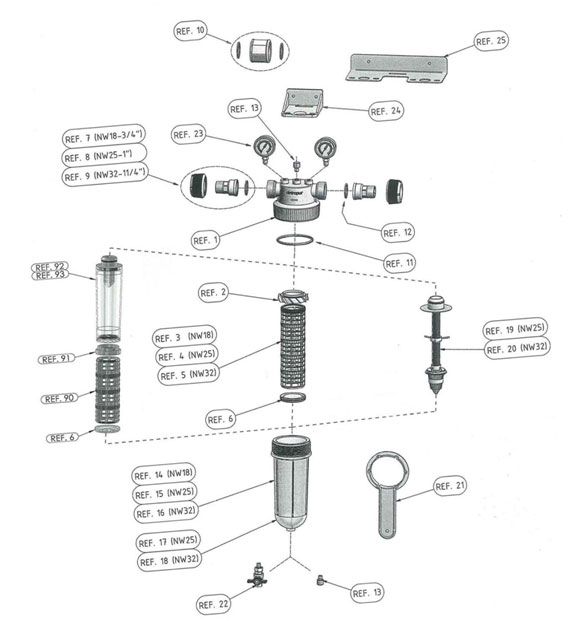 REF. 10
REF. 25
REF. 13
REF. 24
REF. 23
REF. 7 (NW18-3/4")
REF. 8 (NW25-1")
REF. 9 (NW32-11/4")
REF. 12
REF. 1
REF. 11
REF. 92
REF. 93
REF. 2
REF. 3 (NW18)
REF. 4 (NW25)
REF. 5 (NW32)
REF. 19 (NW25)
REF. 20 (NW32)
REF. 91
REF. 90
REF. 6
REF. 6
REF. 14 (NW18)
REF. 15 (NW25)
REF. 16 (NW32)
REF. 21
REF. 17 (NW25)
REF. 18 (NW32)
REF. 22
REF. 13